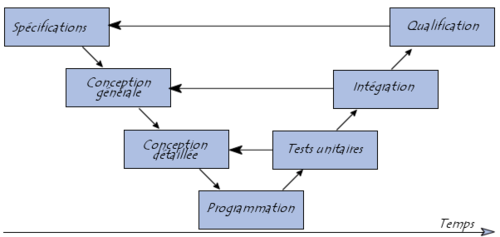 Spécifications
Qualification
Conception
générale
Intégration
Conception
détaillée
Tests unitaires
Programmation
Temps